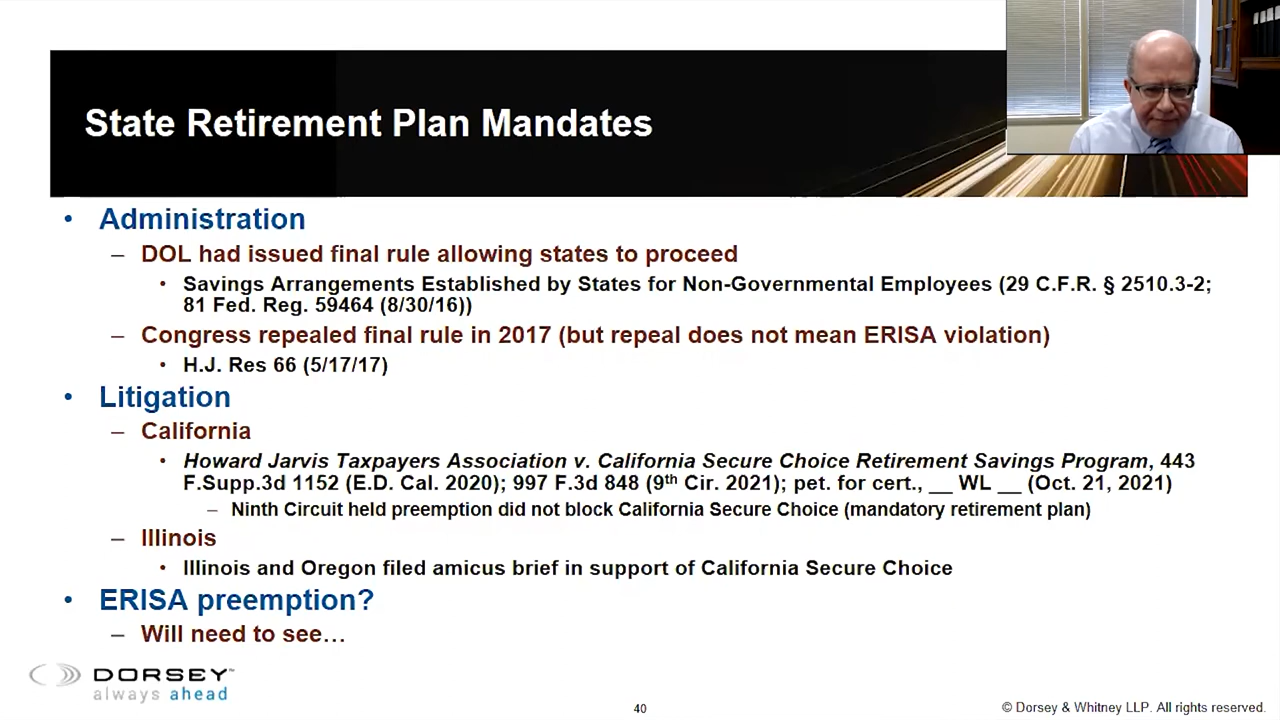 State Retirement Plan Mandates
• Administration
– DOL had issued final rule allowing states to proceed
• Savings Arrangements Established by States for Non-Governmental Employees (29 C.F.R. § 2510.3-2;
81 Fed. Reg. 59464 (8/30/16))
– Congress repealed final rule in 2017 (but repeal does not mean ERISA violation)
• H.J. Res 66 (5/17/17)
• Litigation
– California
• Howard Jarvis Taxpayers Association v. California Secure Choice Retirement Savings Program, 443
F.Supp.3d 1152 (E.D. Cal. 2020); 997 F.3d 848 (9th Cir. 2021); pet. for cert., __ WL __ (Oct. 21, 2021)
– Ninth Circuit held preemption did not block California Secure Choice (mandatory retirement plan)
– Illinois
• Illinois and Oregon filed amicus brief in support of California Secure Choice
• ERISA preemption?
– Will need to see…
DORSEY™
always ahead
40
© Dorsey & Whitney LLP. All rights reserved.